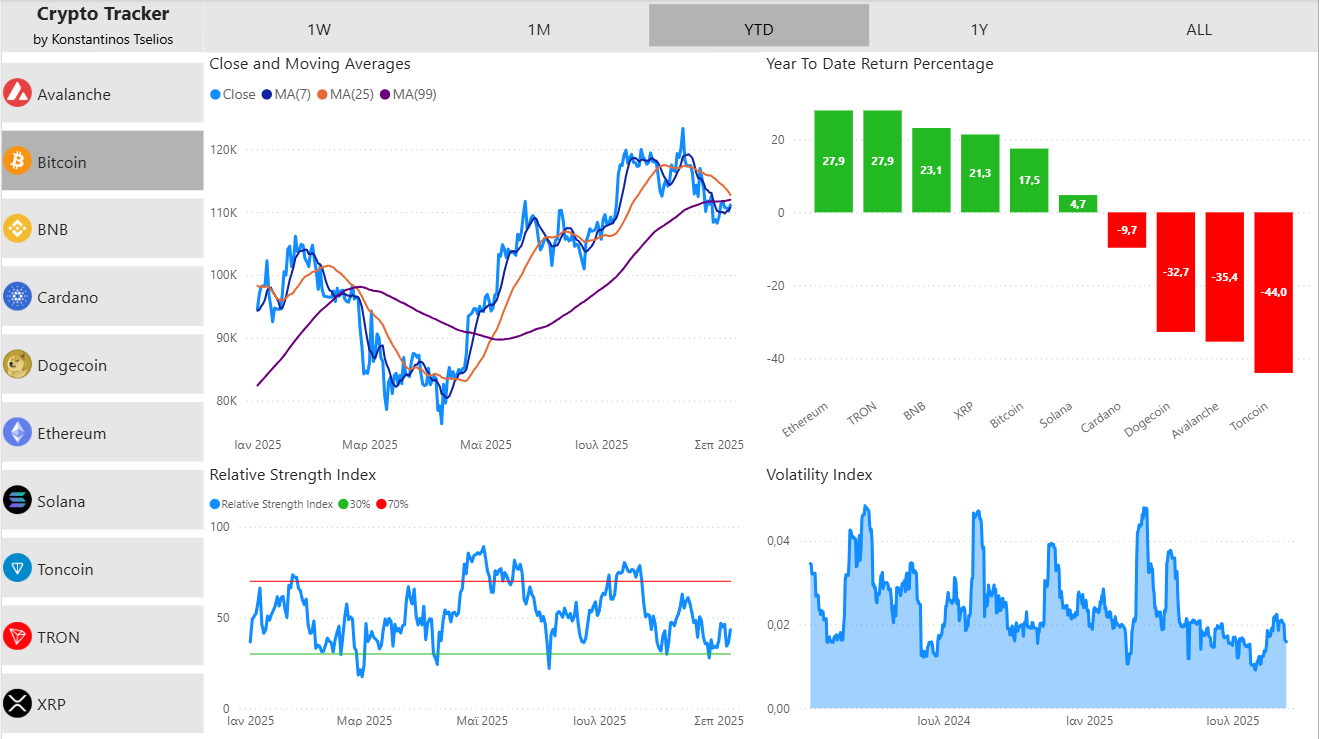 Crypto Tracker
by Konstantinos Tselios
1W
1M
YTD
1Y
ALL
Avalanche
Bitcoin
BNB
Cardano
Dogecoin
Ethereum
Solana
Toncoin
TRON
XRP
Close and Moving Averages
Close MA(7) MA(25) MA(99)
120K
110K
100K
90K
80K
Ιαν 2025 Μαρ 2025 Μαϊ 2025 Ιουλ 2025 Σεπ 2025
Year To Date Return Percentage
20
0
-20
-40
27,9 27,9 23,1 21,3 17,5 4,7 -9,7 -32,7 -35,4 -44,0
Ethereum TRON BNB XRP Bitcoin Solana Cardano Dogecoin Avalanche Toncoin
Relative Strength Index
Relative Strength Index 30% 70%
100
50
0
Ιαν 2025 Μαρ 2025 Μαϊ 2025 Ιουλ 2025 Σεπ 2025
Volatility Index
0,04
0,02
0,00
Ιουλ 2024 Ιαν 2025 Ιουλ 2025